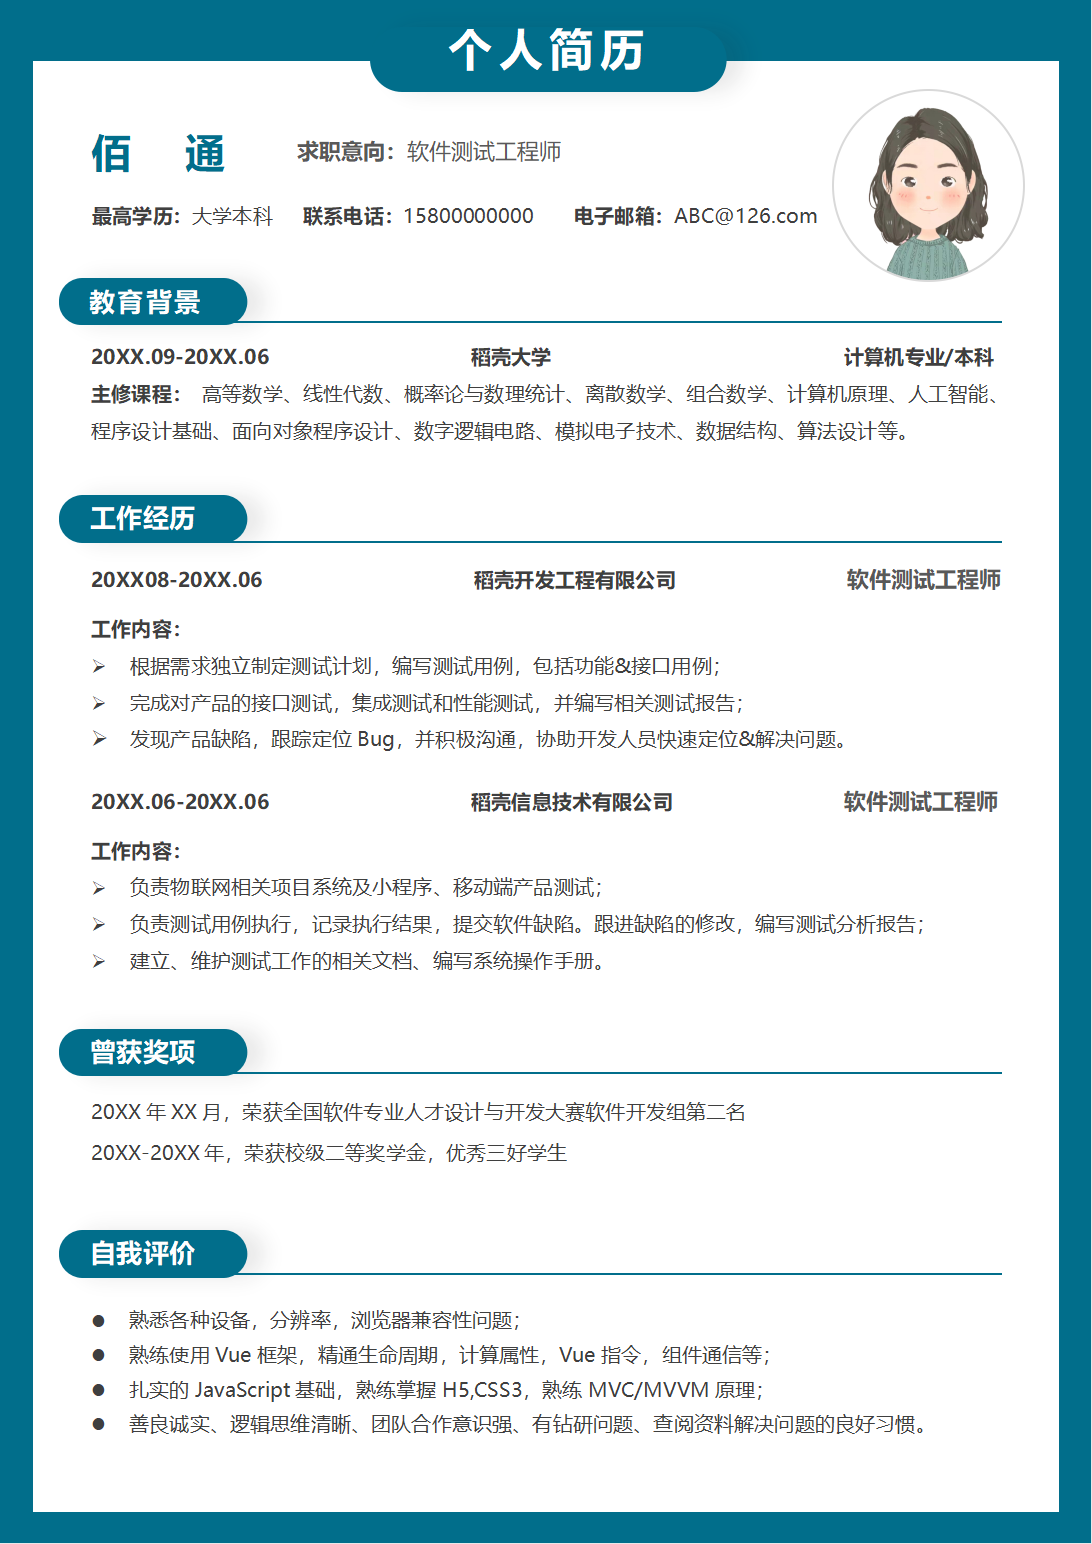 个人简历
佰 通 求职意向：软件测试工程师
最高学历：大学本科 联系电话：15800000000 电子邮箱：ABC@126.com
教育背景
20XX.09-20XX.06 稻壳大学 计算机专业/本科
主修课程： 高等数学、线性代数、概率论与数理统计、离散数学、组合数学、计算机原理、人工智能、
程序设计基础、面向对象程序设计、数字逻辑电路、模拟电子技术、数据结构、算法设计等。
工作经历
20XX08-20XX.06 稻壳开发工程有限公司 软件测试工程师
工作内容：
➢ 根据需求独立制定测试计划，编写测试用例，包括功能&接口用例；
➢ 完成对产品的接口测试，集成测试和性能测试，并编写相关测试报告；
➢ 发现产品缺陷，跟踪定位 Bug，并积极沟通，协助开发人员快速定位&解决问题。
20XX.06-20XX.06 稻壳信息技术有限公司 软件测试工程师
工作内容：
➢ 负责物联网相关项目系统及小程序、移动端产品测试；
➢ 负责测试用例执行，记录执行结果，提交软件缺陷。跟进缺陷的修改，编写测试分析报告；
➢ 建立、维护测试工作的相关文档、编写系统操作手册。
曾获奖项
20XX 年 XX 月，荣获全国软件专业人才设计与开发大赛软件开发组第二名
20XX-20XX 年，荣获校级二等奖学金，优秀三好学生
自我评价
● 熟悉各种设备，分辨率，浏览器兼容性问题；
● 熟练使用 Vue 框架，精通生命周期，计算属性，Vue 指令，组件通信等；
● 扎实的 JavaScript 基础，熟练掌握 H5,CSS3，熟练 MVC/MVVM 原理；
● 善良诚实、逻辑思维清晰、团队合作意识强、有钻研问题、查阅资料解决问题的良好习惯。